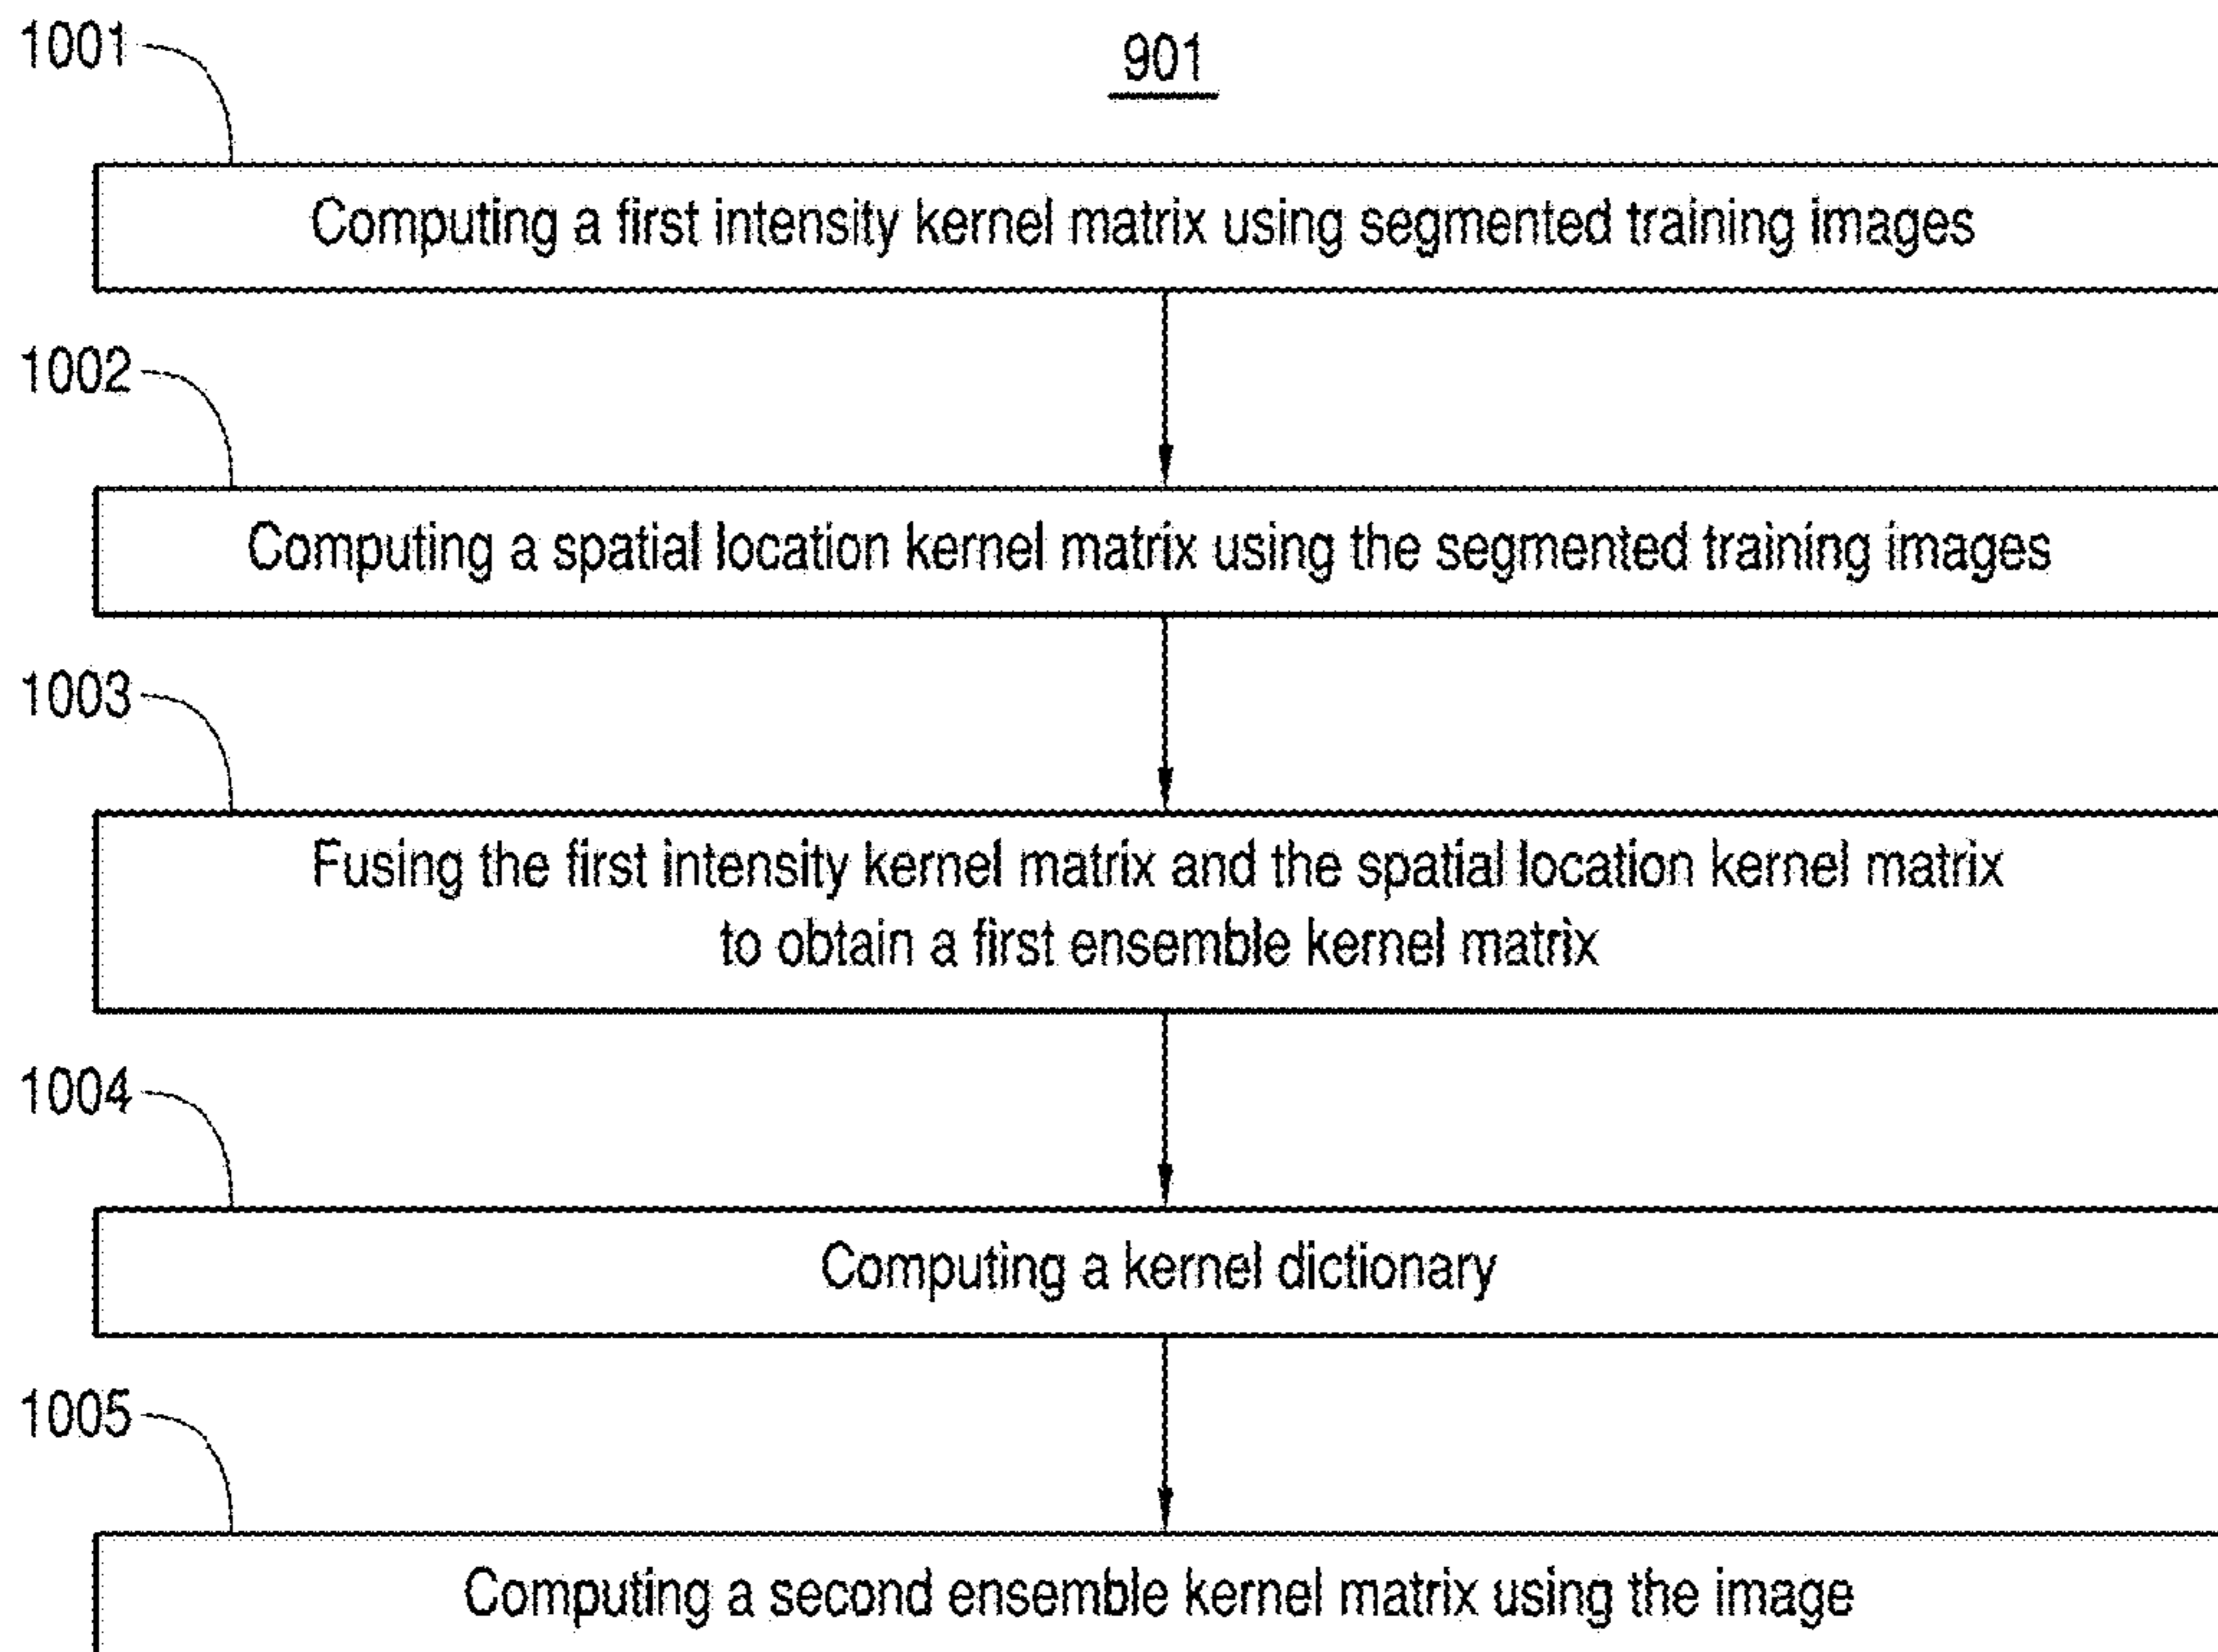 1001
901
Computing a first intensity kernel matrix using segmented training images
1002
Computing a spatial location kernel matrix using the segmented training images
1003
Fusing the first intensity kernel matrix and the spatial location kernel matrix
to obtain a first ensemble kernel matrix
1004
Computing a kernel dictionary
1005
Computing a second ensemble kernel matrix using the image